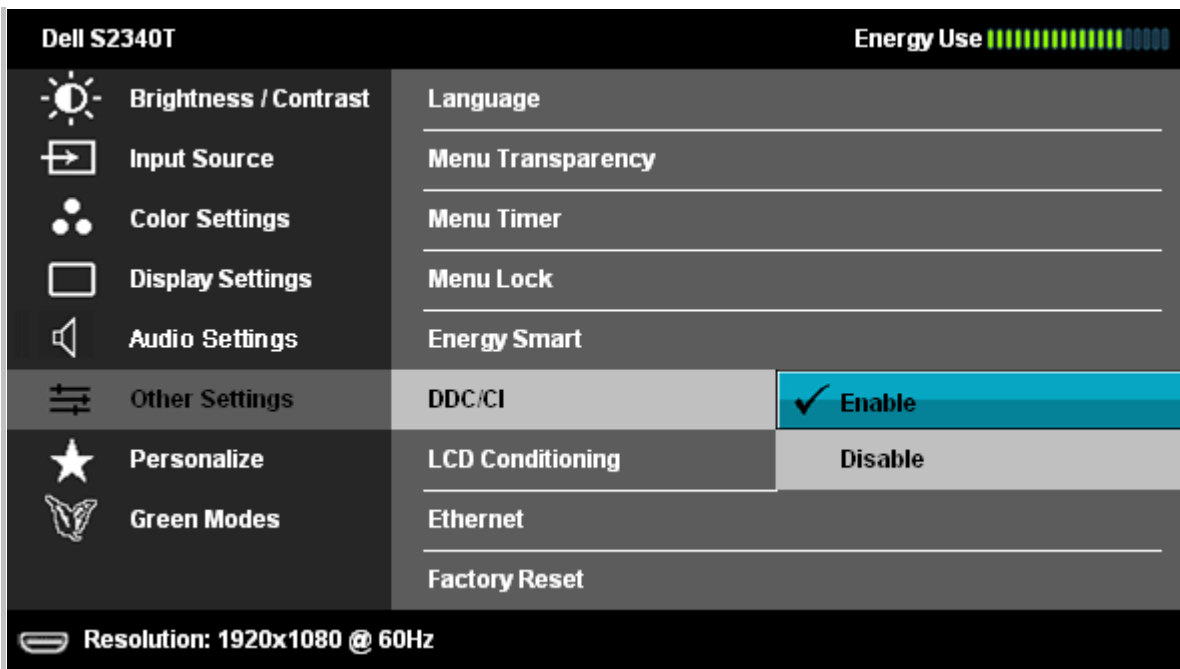 Dell S2340T
Energy Use
Brightness / Contrast
Language
Input Source
Menu Transparency
Color Settings
Menu Timer
Display Settings
Menu Lock
Audio Settings
Energy Smart
Other Settings
DDC/CI
Enable
Personalize
LCD Conditioning
Disable
Green Modes
Ethernet
Factory Reset
Resolution: 1920x1080 @ 60Hz